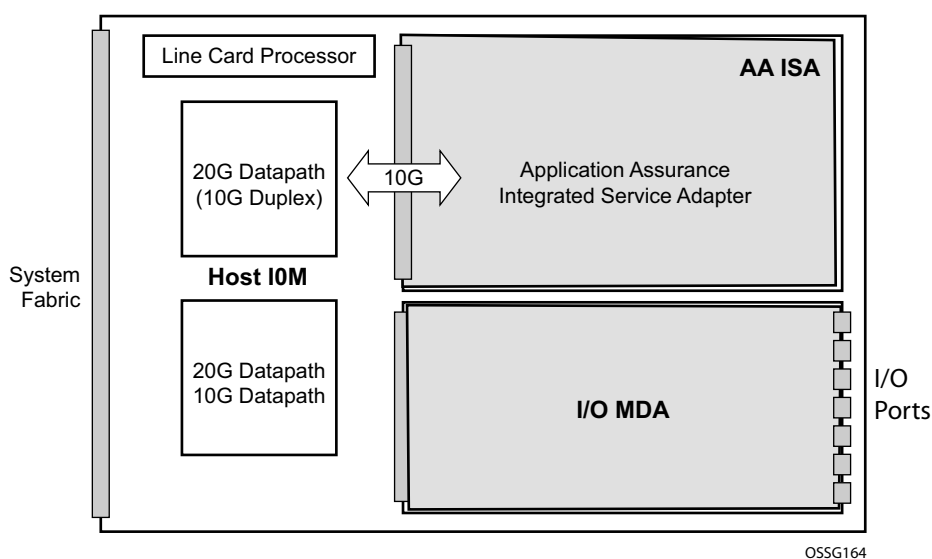 Line Card Processor
AA ISA
20G Datapath
(10G Duplex)
10G
Application Assurance
Integrated Service Adapter
System
Fabric
Host I0M
20G Datapath
10G Datapath
I/O MDA
I/O
Ports
OSSG164